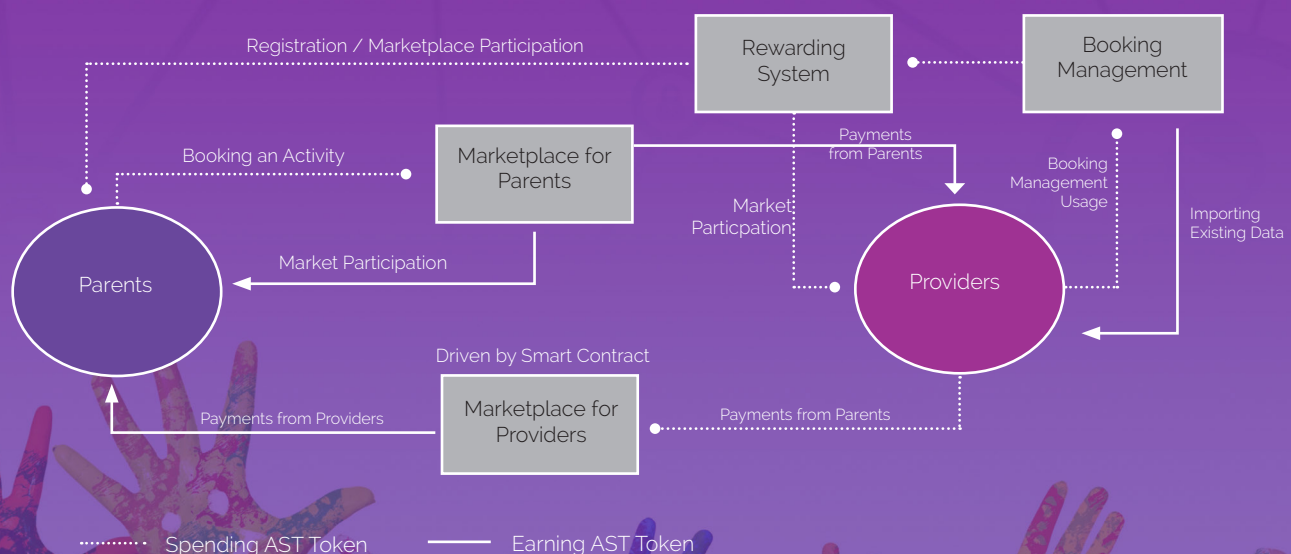 Registration / Marketplace Participation
Rewarding
System
Booking
Management
Booking an Activity
Marketplace for
Parents
Payments
from Parents
Booking
Management
Usage
Market
Particpation
Importing
Existing Data
Market Participation
Parents
Providers
Driven by Smart Contract
Marketplace for
Providers
Payments from Providers
Payments from Parents
Spending AST Token
Earning AST Token